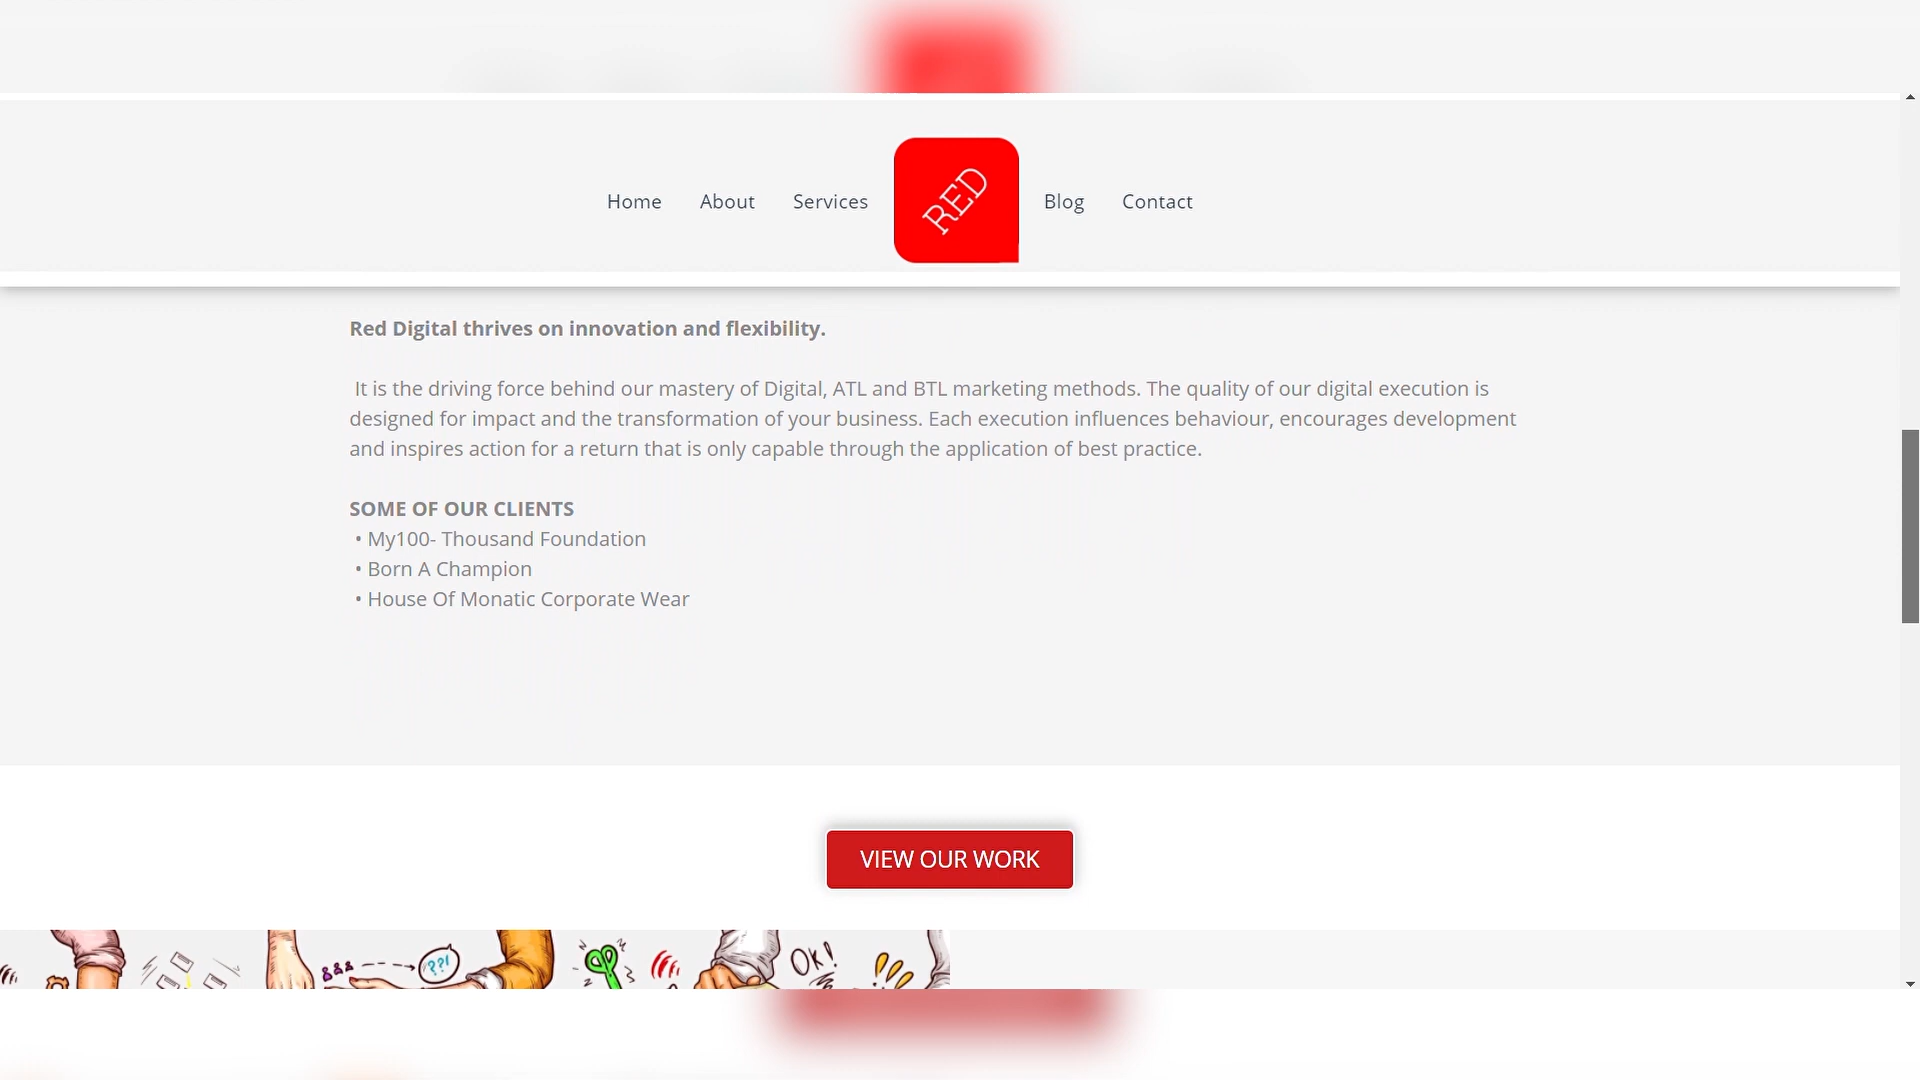 Home About Services RED Blog Contact
Red Digital thrives on innovation and flexibility.
It is the driving force behind our mastery of Digital, ATL and BTL marketing methods. The quality of our digital execution is
designed for impact and the transformation of your business. Each execution influences behaviour, encourages development
and inspires action for a return that is only capable through the application of best practice.
SOME OF OUR CLIENTS
• My100- Thousand Foundation
• Born A Champion
• House Of Monatic Corporate Wear
VIEW OUR WORK
??!
OK!